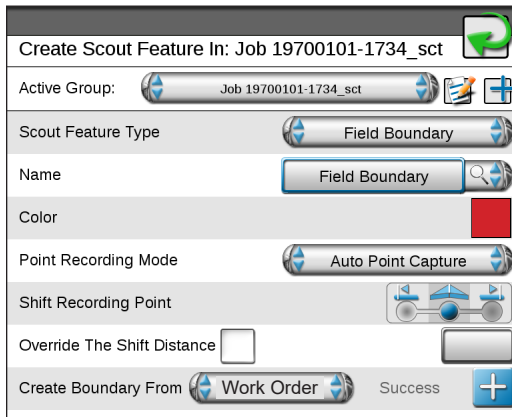 Create Scout Feature In: Job 19700101-1734_sct
Active Group: Job 19700101-1734_sct
Scout Feature Type Field Boundary
Name Field Boundary
Color
Point Recording Mode Auto Point Capture
Shift Recording Point
Override The Shift Distance
Create Boundary From Work Order Success